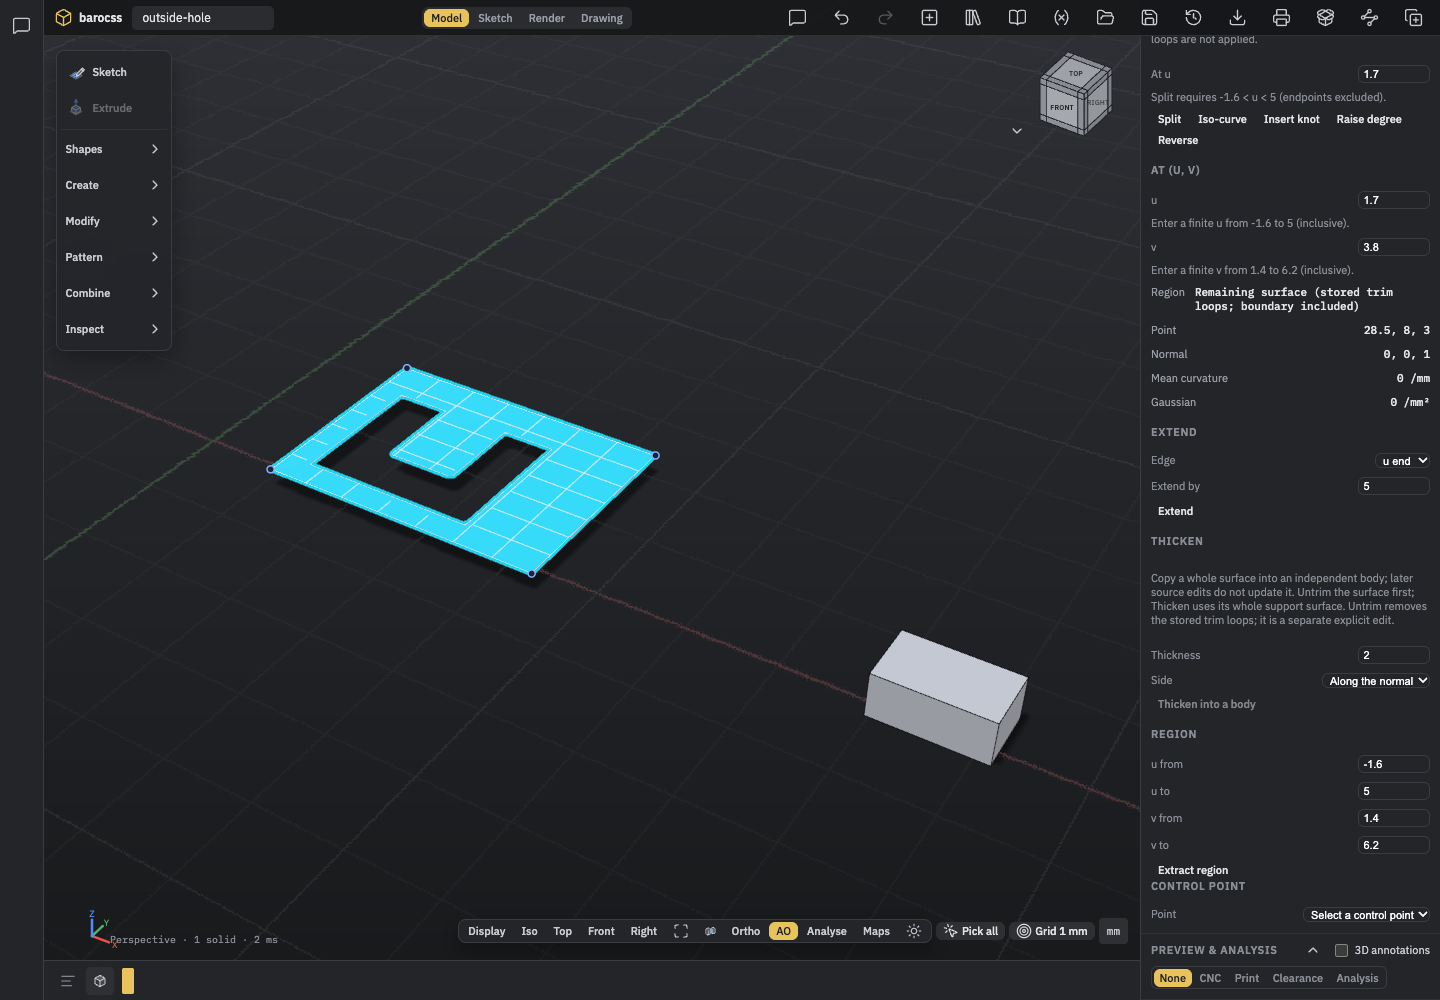 barocss
outside-hole
Model Sketch Render Drawing
Sketch
Extrude
Shapes
Create
Modify
Pattern
Combine
Inspect
TOP
FRONT
RIGHT
Z
Y
X
Perspective · 1 solid · 2 ms
Display Iso Top Front Right Ortho AO Analyse Maps
Pick all
Grid 1 mm
mm
loops are not applied.
At u 1.7
Split requires -1.6 < u < 5 (endpoints excluded).
Split Iso-curve Insert knot Raise degree
Reverse
AT (U, V)
u 1.7
Enter a finite u from -1.6 to 5 (inclusive).
v 3.8
Enter a finite v from 1.4 to 6.2 (inclusive).
Region Remaining surface (stored trim
loops; boundary included)
Point 28.5, 8, 3
Normal 0, 0, 1
Mean curvature 0 /mm
Gaussian 0 /mm²
EXTEND
Edge u end
Extend by 5
Extend
THICKEN
Copy a whole surface into an independent body; later
source edits do not update it. Untrim the surface first;
Thicken uses its whole support surface. Untrim removes
the stored trim loops; it is a separate explicit edit.
Thickness 2
Side Along the normal
Thicken into a body
REGION
u from -1.6
u to 5
v from 1.4
v to 6.2
Extract region
CONTROL POINT
Point Select a control point
PREVIEW & ANALYSIS 3D annotations
None CNC Print Clearance Analysis